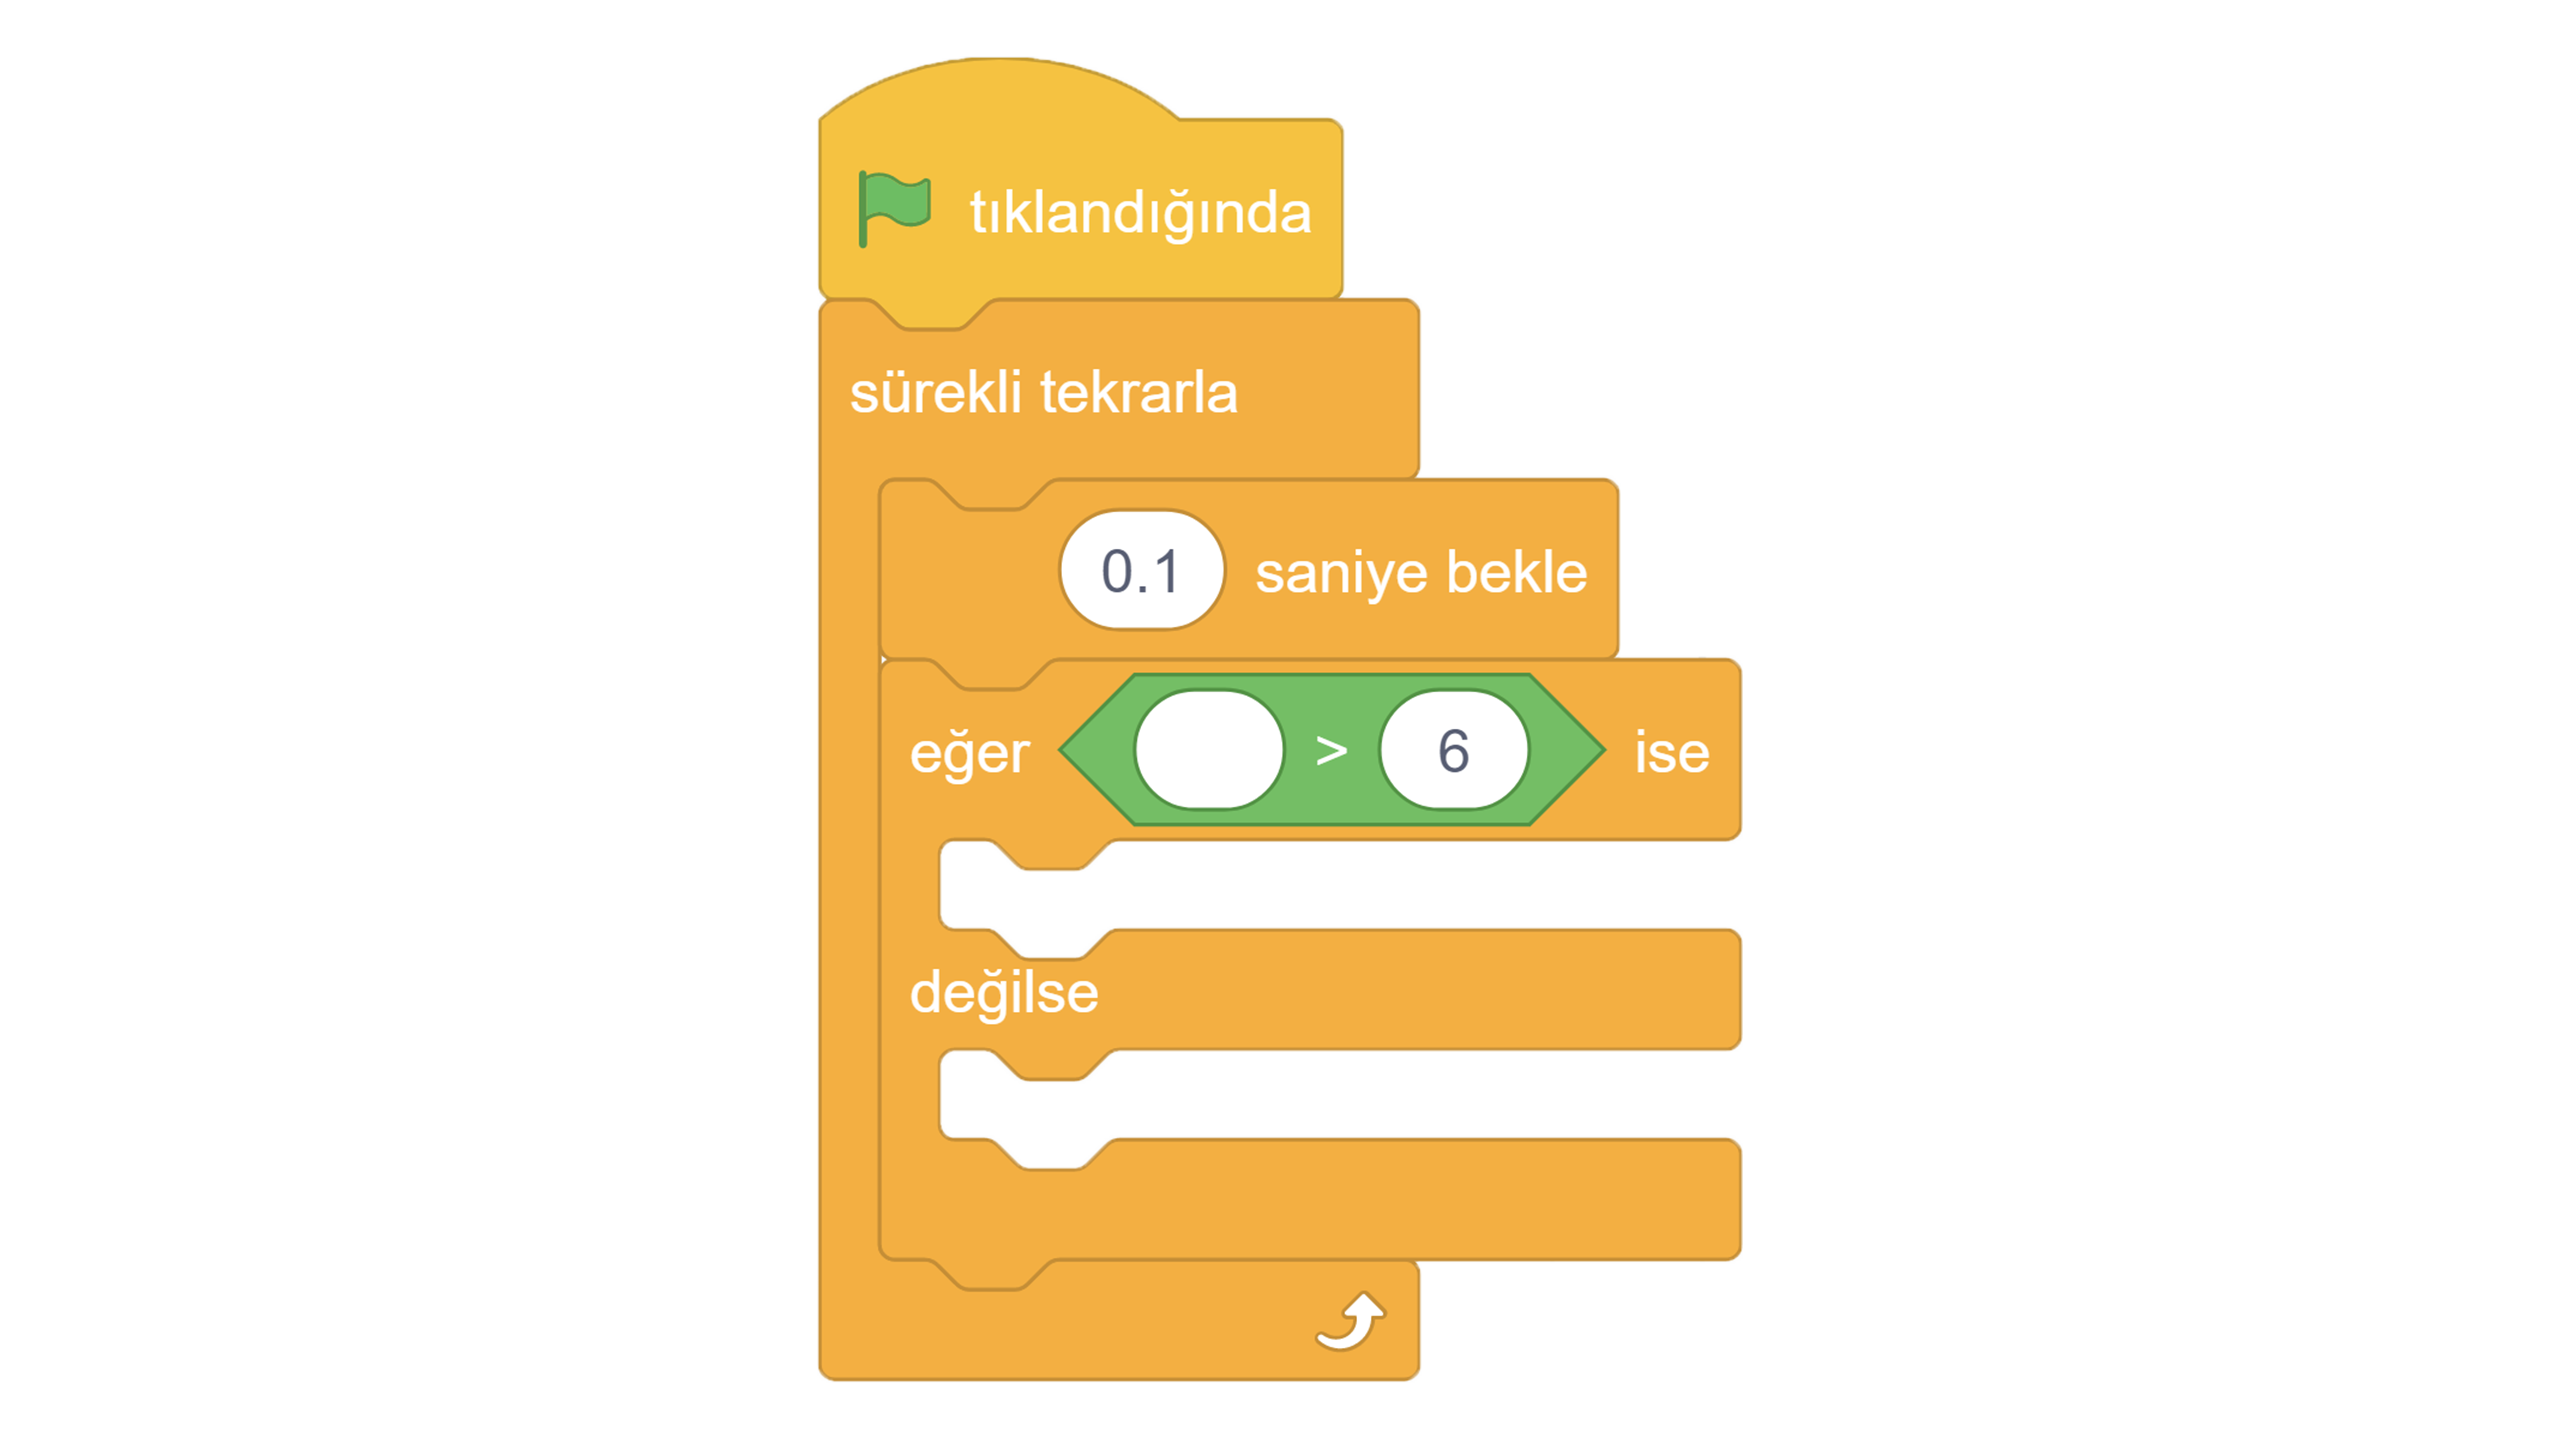 tıklandığında
sürekli tekrarla
0.1 saniye bekle
eğer > 6 ise
değilse